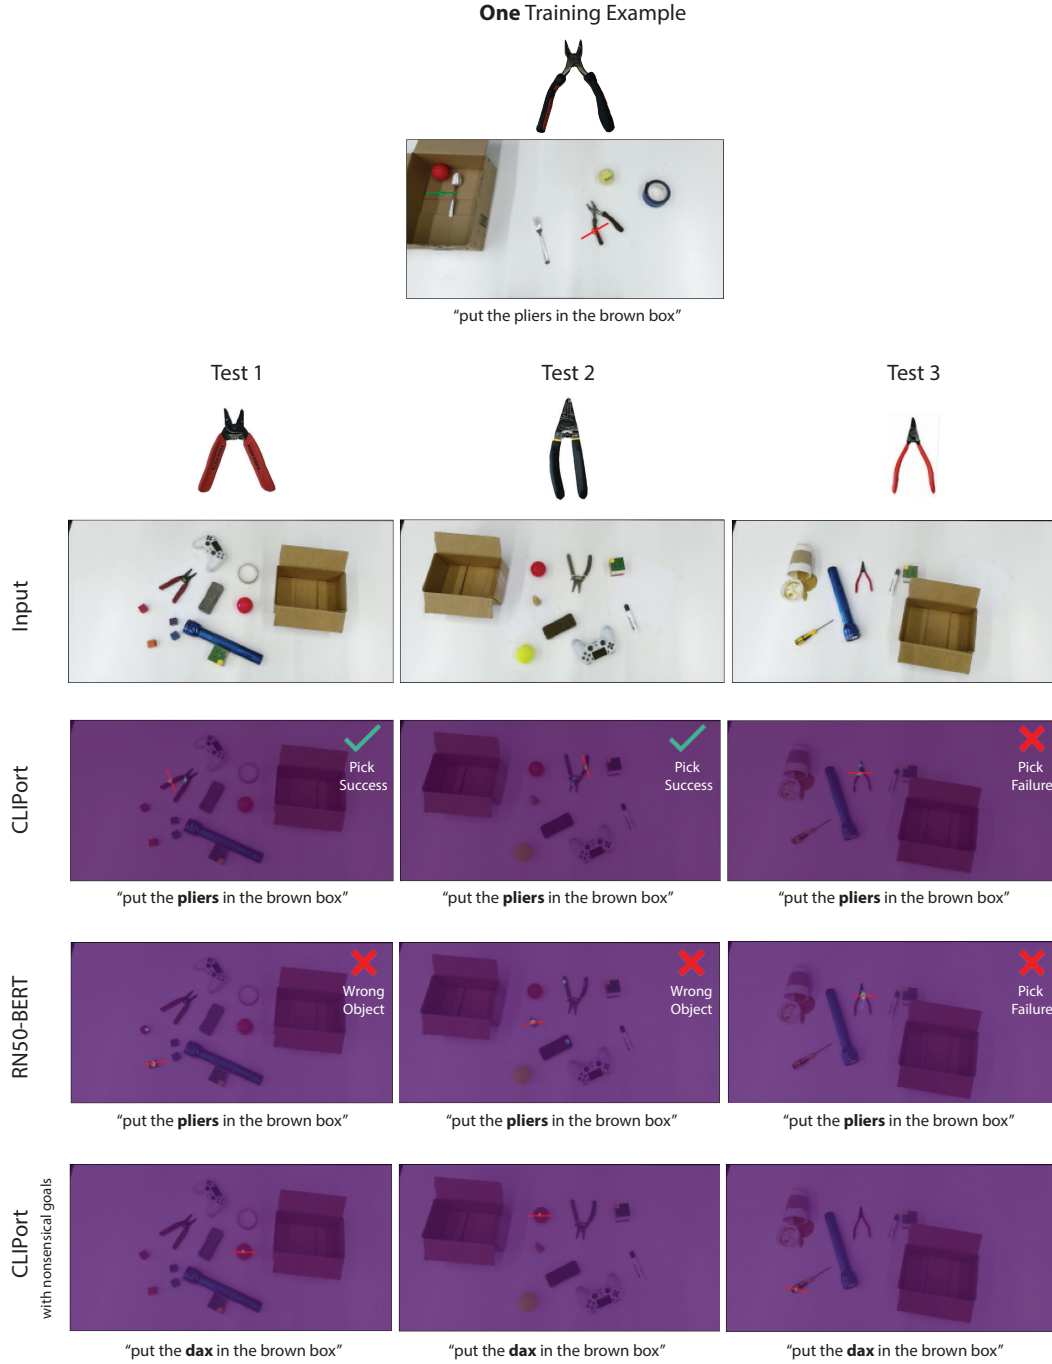 One Training Example
"put the pliers in the brown box"
Test 1
Test 2
Test 3
Input
CLIPort
Pick
Success
Pick
Success
Pick
Failure
"put the pliers in the brown box"
"put the pliers in the brown box"
"put the pliers in the brown box"
RN50-BERT
Wrong
Object
Wrong
Object
Pick
Failure
"put the pliers in the brown box"
"put the pliers in the brown box"
"put the pliers in the brown box"
CLIPort
with nonsensical goals
"put the dax in the brown box"
"put the dax in the brown box"
"put the dax in the brown box"